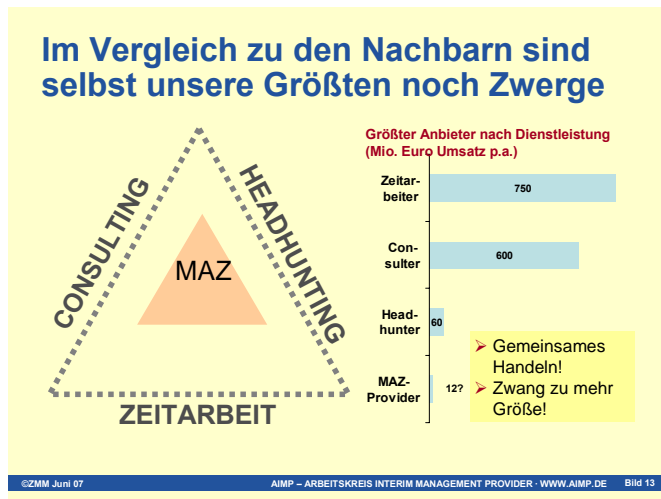 Im Vergleich zu den Nachbarn sind
selbst unsere Größten noch Zwerge
CONSULTING
HEADHUNTING
MAZ
ZEITARBEIT
Größter Anbieter nach Dienstleistung
(Mio. Euro Umsatz p.a.)
Zeitar-
beiter
750
Con-
sulter
600
Head-
hunter
60
MAZ-
Provider
12?
➢ Gemeinsames
Handeln!
➢ Zwang zu mehr
Größe!
©ZMM Juni 07
AIMP – ARBEITSKREIS INTERIM MANAGEMENT PROVIDER · WWW.AIMP.DE
Bild 13